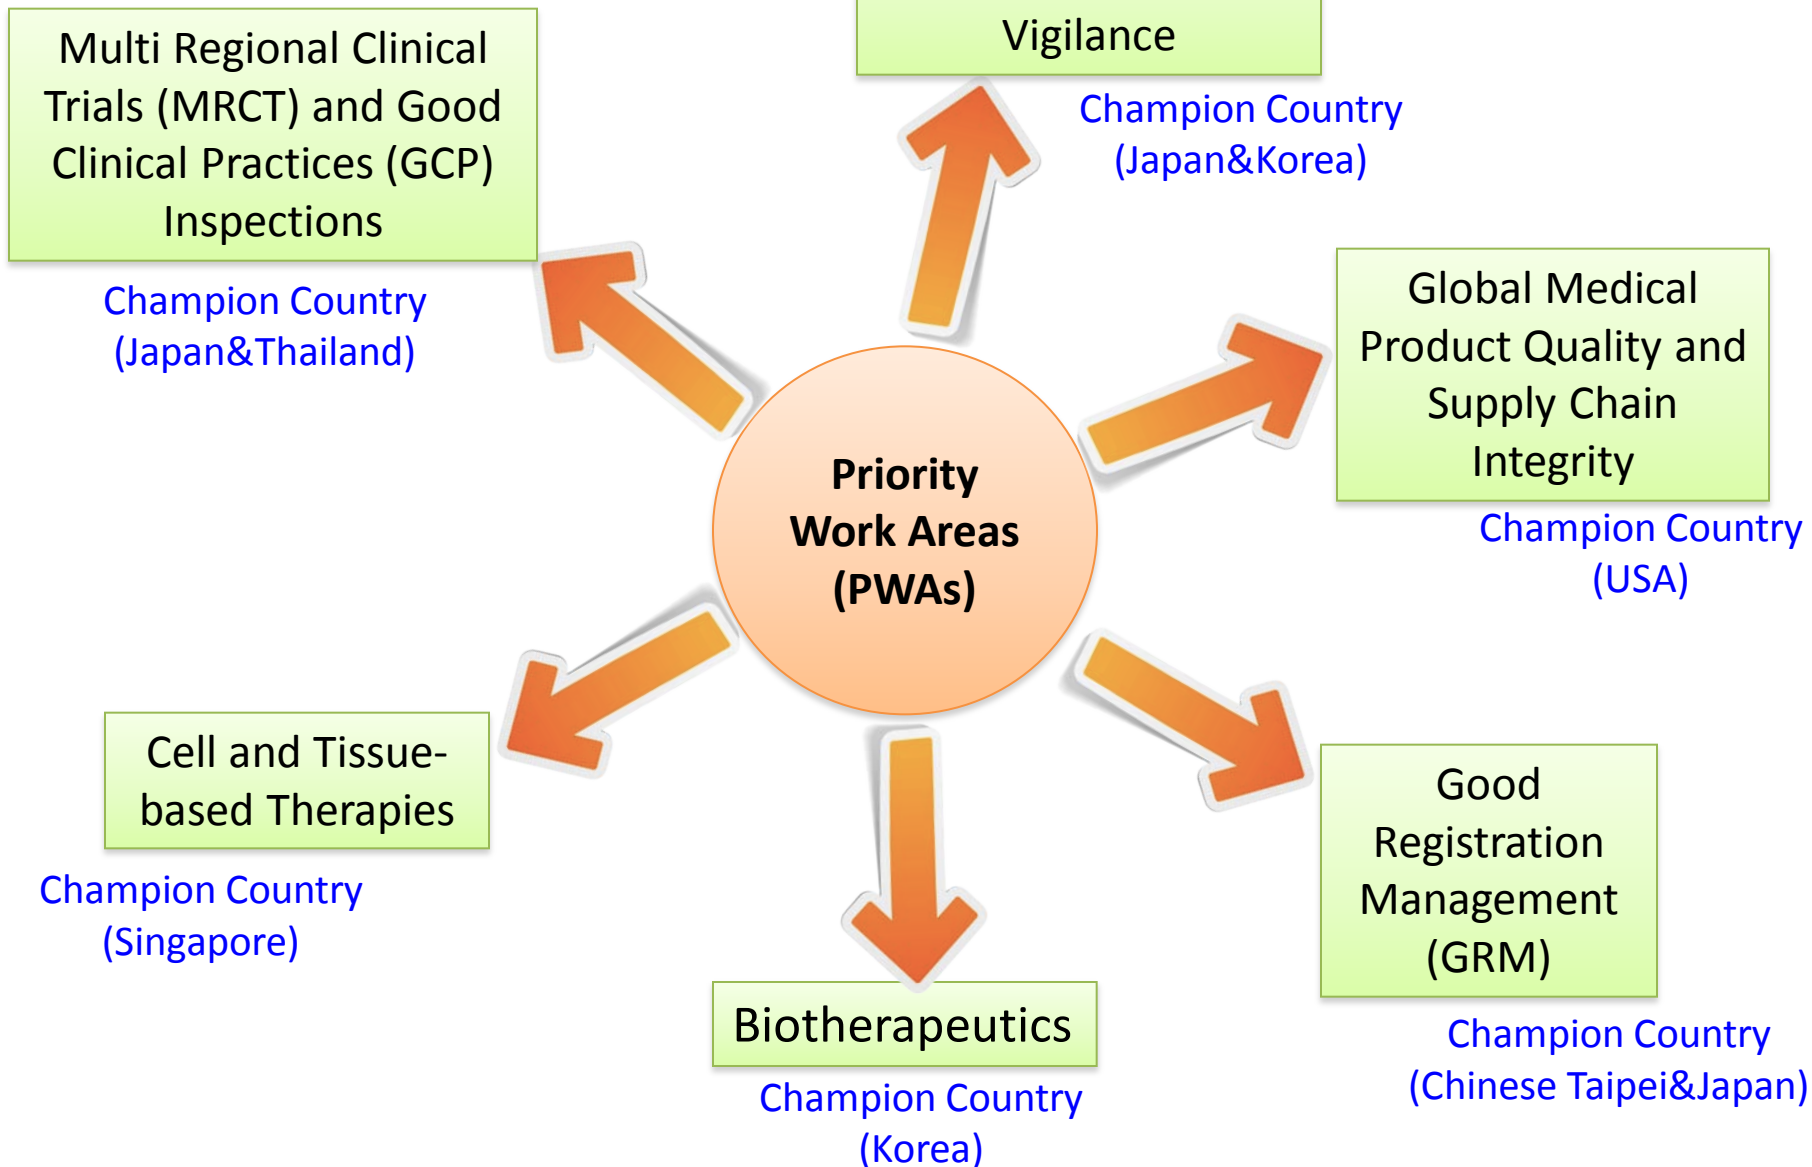 Multi Regional Clinical
Trials (MRCT) and Good
Clinical Practices (GCP)
Inspections
Champion Country
(Japan&Thailand)
Vigilance
Champion Country
(Japan&Korea)
Global Medical
Product Quality and
Supply Chain
Integrity
Champion Country
(USA)
Priority
Work Areas
(PWAs)
Cell and Tissue-
based Therapies
Champion Country
(Singapore)
Biotherapeutics
Champion Country
(Korea)
Good
Registration
Management
(GRM)
Champion Country
(Chinese Taipei&Japan)